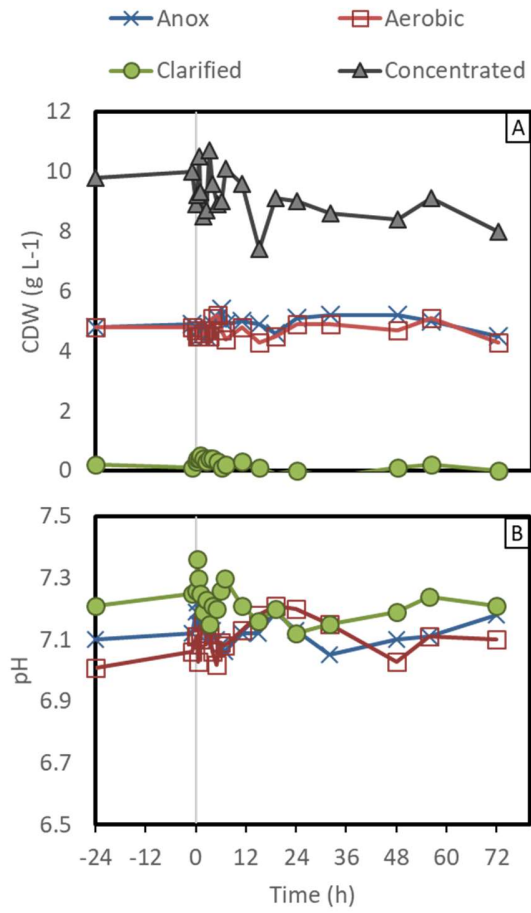 Anox
Aerobic
Clarified
Concentrated
A
12
10
8
6
4
2
0
CDW (g L-1)
B
7.5
7.3
7.1
6.9
6.7
6.5
pH
-24 -12 0 12 24 36 48 60 72
Time (h)